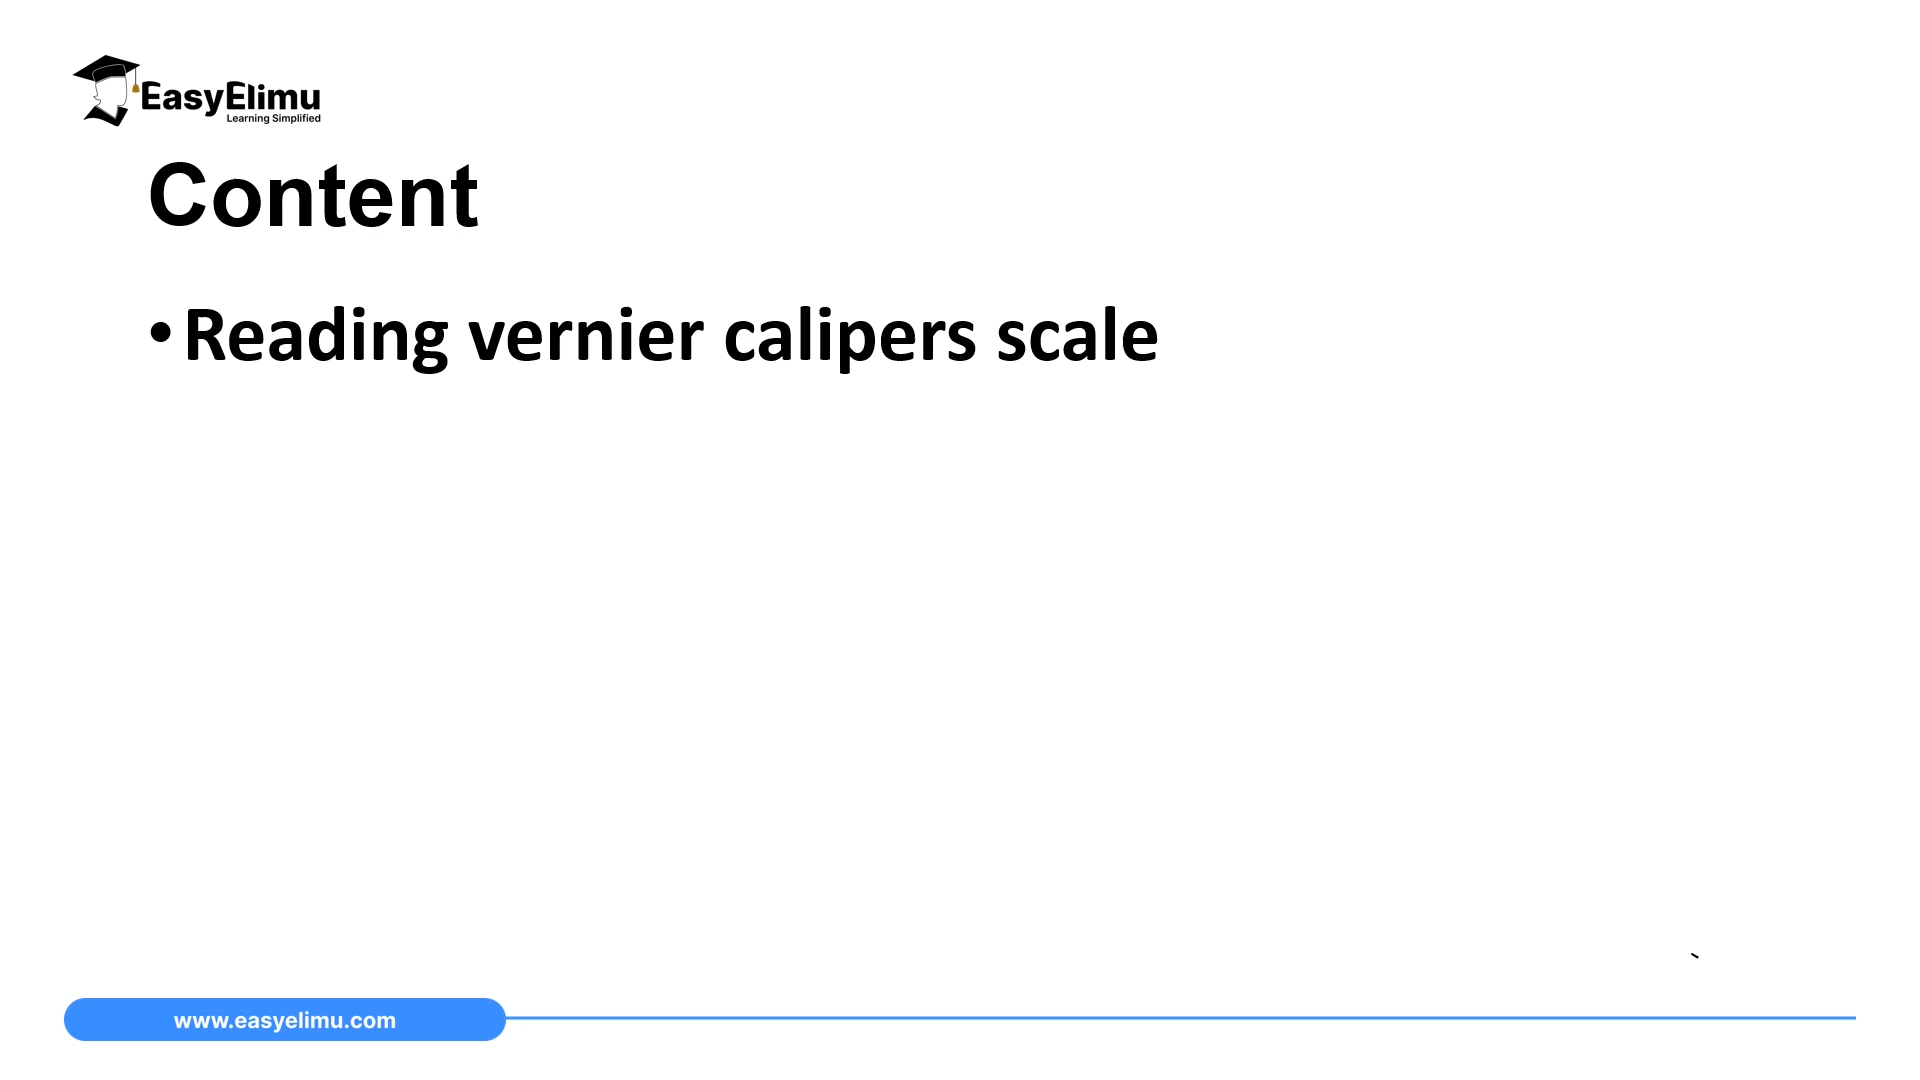 EasyElimu
Learning Simplified
Content
• Reading vernier calipers scale
www.easyelimu.com